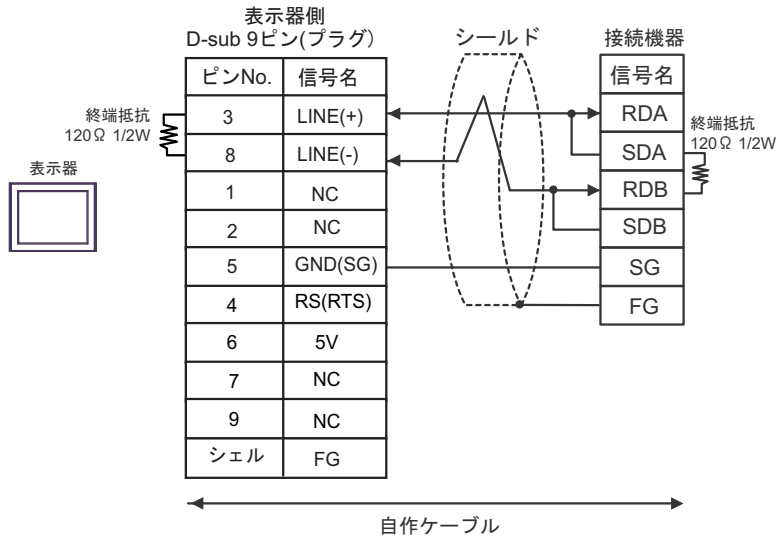 表示器側
D-sub 9ピン(プラグ)
シールド
接続機器
ピンNo. 信号名
信号名
終端抵抗
120Ω 1/2W
3 LINE(+)
RDA
終端抵抗
120Ω 1/2W
8 LINE(-)
SDA
表示器
1 NC
RDB
2 NC
SDB
5 GND(SG)
SG
4 RS(RTS)
FG
6 5V
7 NC
9 NC
シェル FG
自作ケーブル